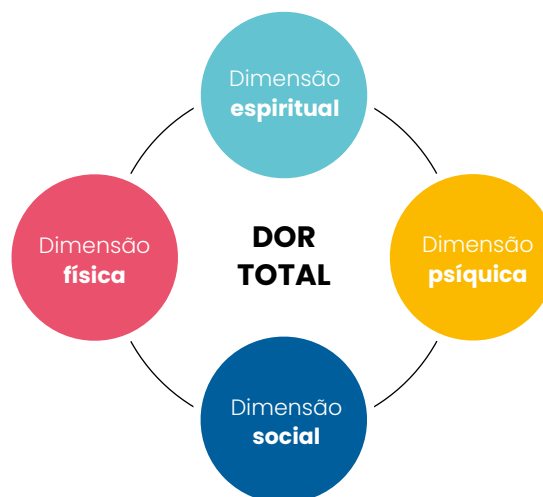 Dimensão
espiritual
Dimensão
física
DOR
TOTAL
Dimensão
psíquica
Dimensão
social